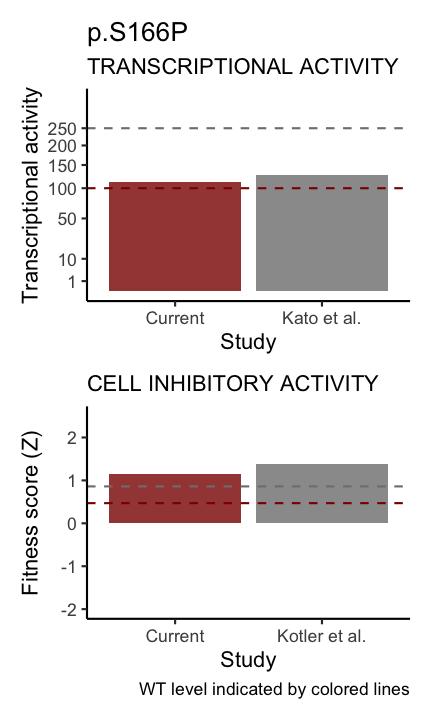 p.S166P
TRANSCRIPTIONAL ACTIVITY
Transcriptional activity
250
200
150
100
50
10
1
Current
Kato et al.
Study
CELL INHIBITORY ACTIVITY
Fitness score (Z)
2
1
0
-1
-2
Current
Kotler et al.
Study
WT level indicated by colored lines